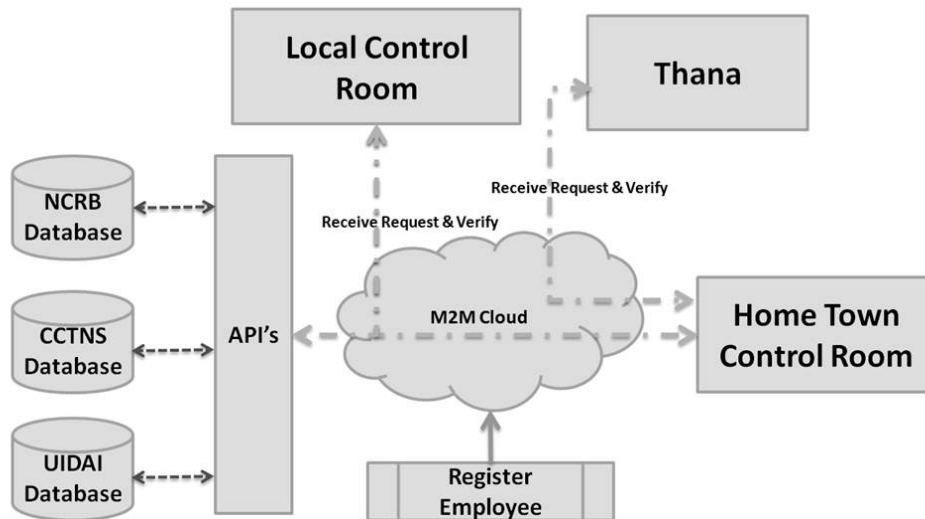 Local Control
Room
Thana
NCRB
Database
Receive Request & Verify
Receive Request & Verify
CCTNS
Database
API's
M2M Cloud
Home Town
Control Room
UIDAI
Database
Register
Employee